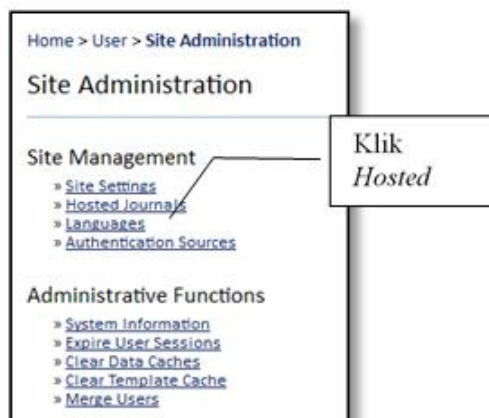 Home > User > Site Administration
Site Administration
Site Management
» Site Settings
» Hosted Journals
» Languages
» Authentication Sources
Klik
Hosted
Administrative Functions
» System Information
» Expire User Sessions
» Clear Data Caches
» Clear Template Cache
» Merge Users